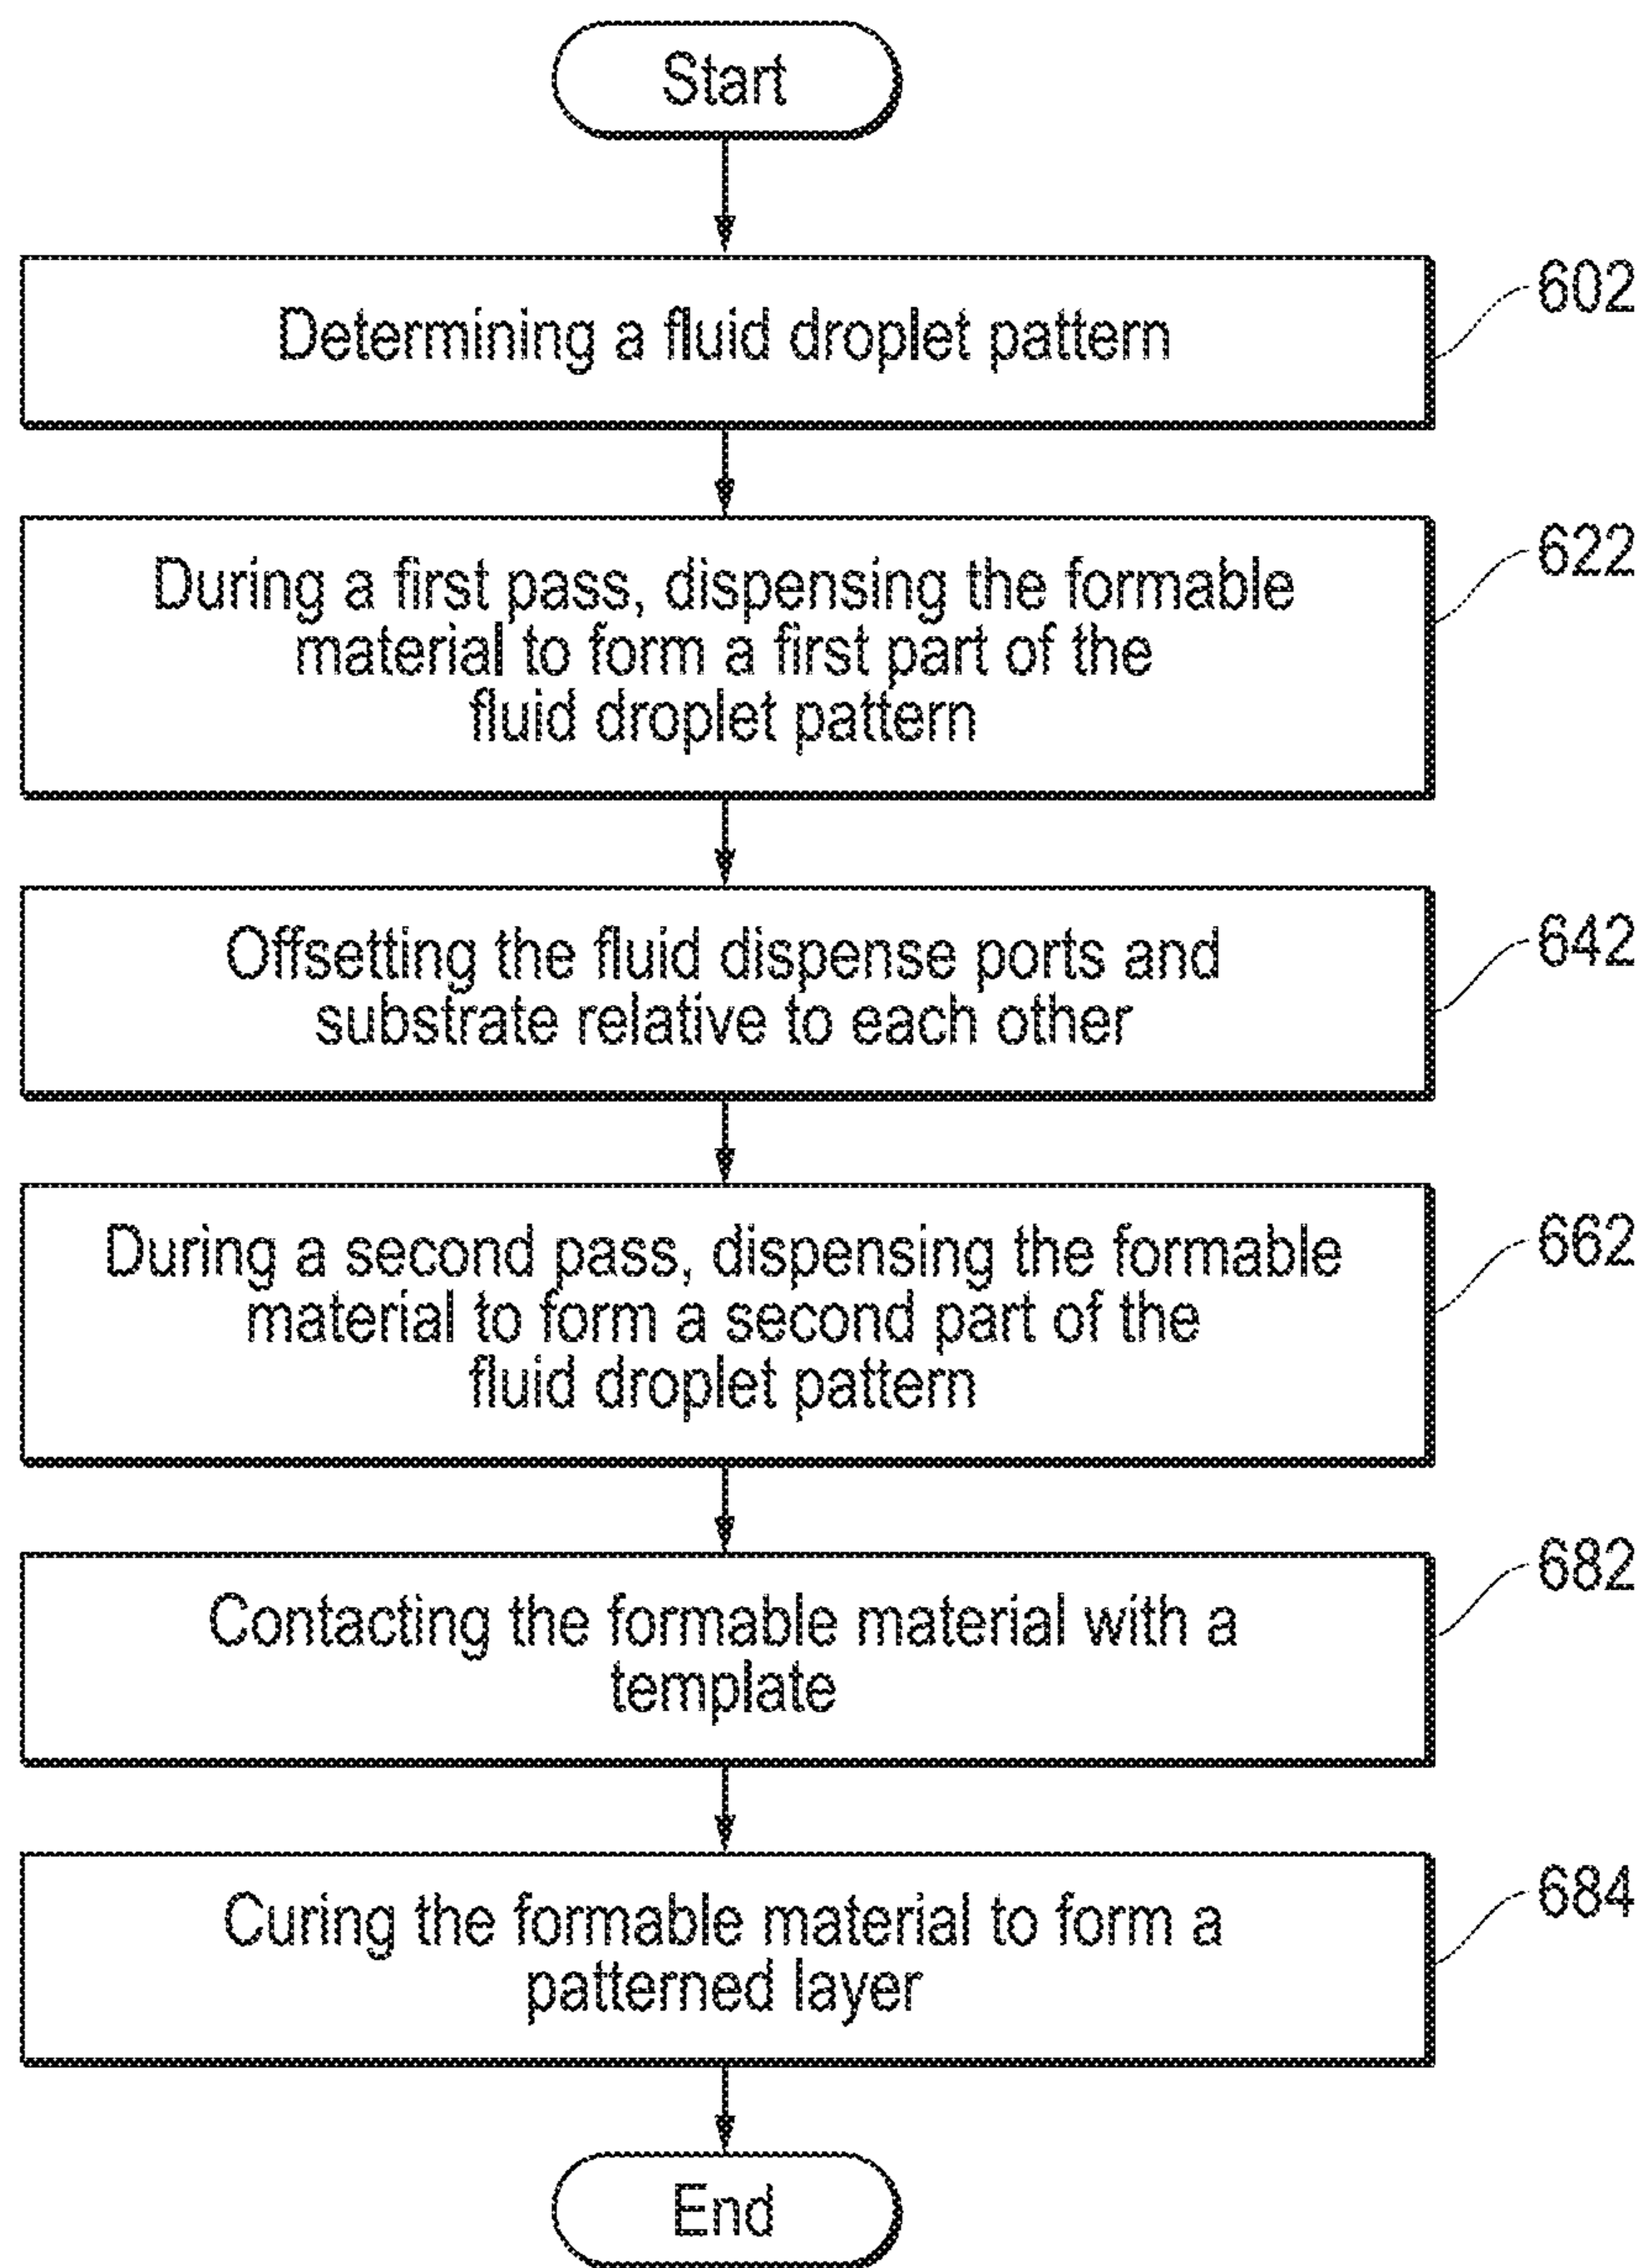 Start
Determining a fluid droplet pattern
602
During a first pass, dispensing the formable
material to form a first part of the
fluid droplet pattern
622
Offsetting the fluid dispense ports and
substrate relative to each other
642
During a second pass, dispensing the formable
material to form a second part of the
fluid droplet pattern
662
Contacting the formable material with a
template
682
Curing the formable material to form a
patterned layer
684
End